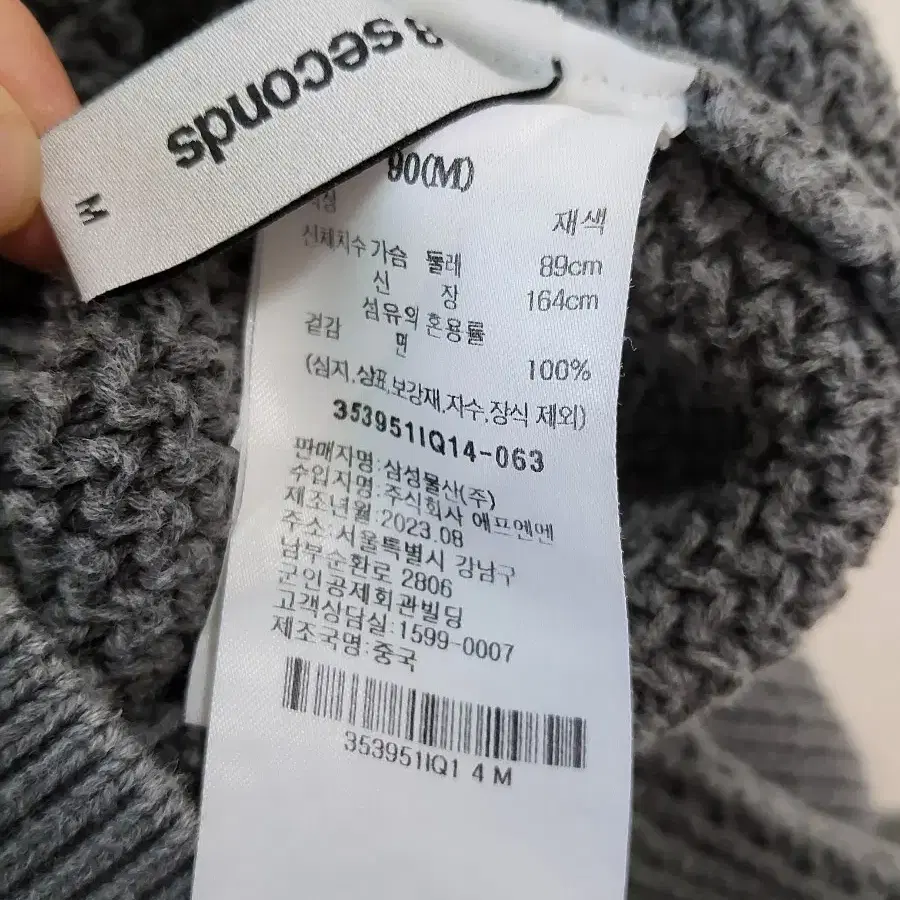 8seconds
M
90(M)
여성 재색
신체치수 가슴 둘레 89cm
신 장 164cm
섬유의 혼용률
겉감 면 100%
(심지,상표,보강재,자수,장식 제외)
353951IQ14-063
판매자명:삼성물산(주)
수입자명:주식회사 에프엔엔
제조년월:2023.08
주소:서울특별시 강남구
남부순환로 2806
군인공제회관빌딩
고객상담실:1599-0007
제조국명:중국
353951IQ1 4 M